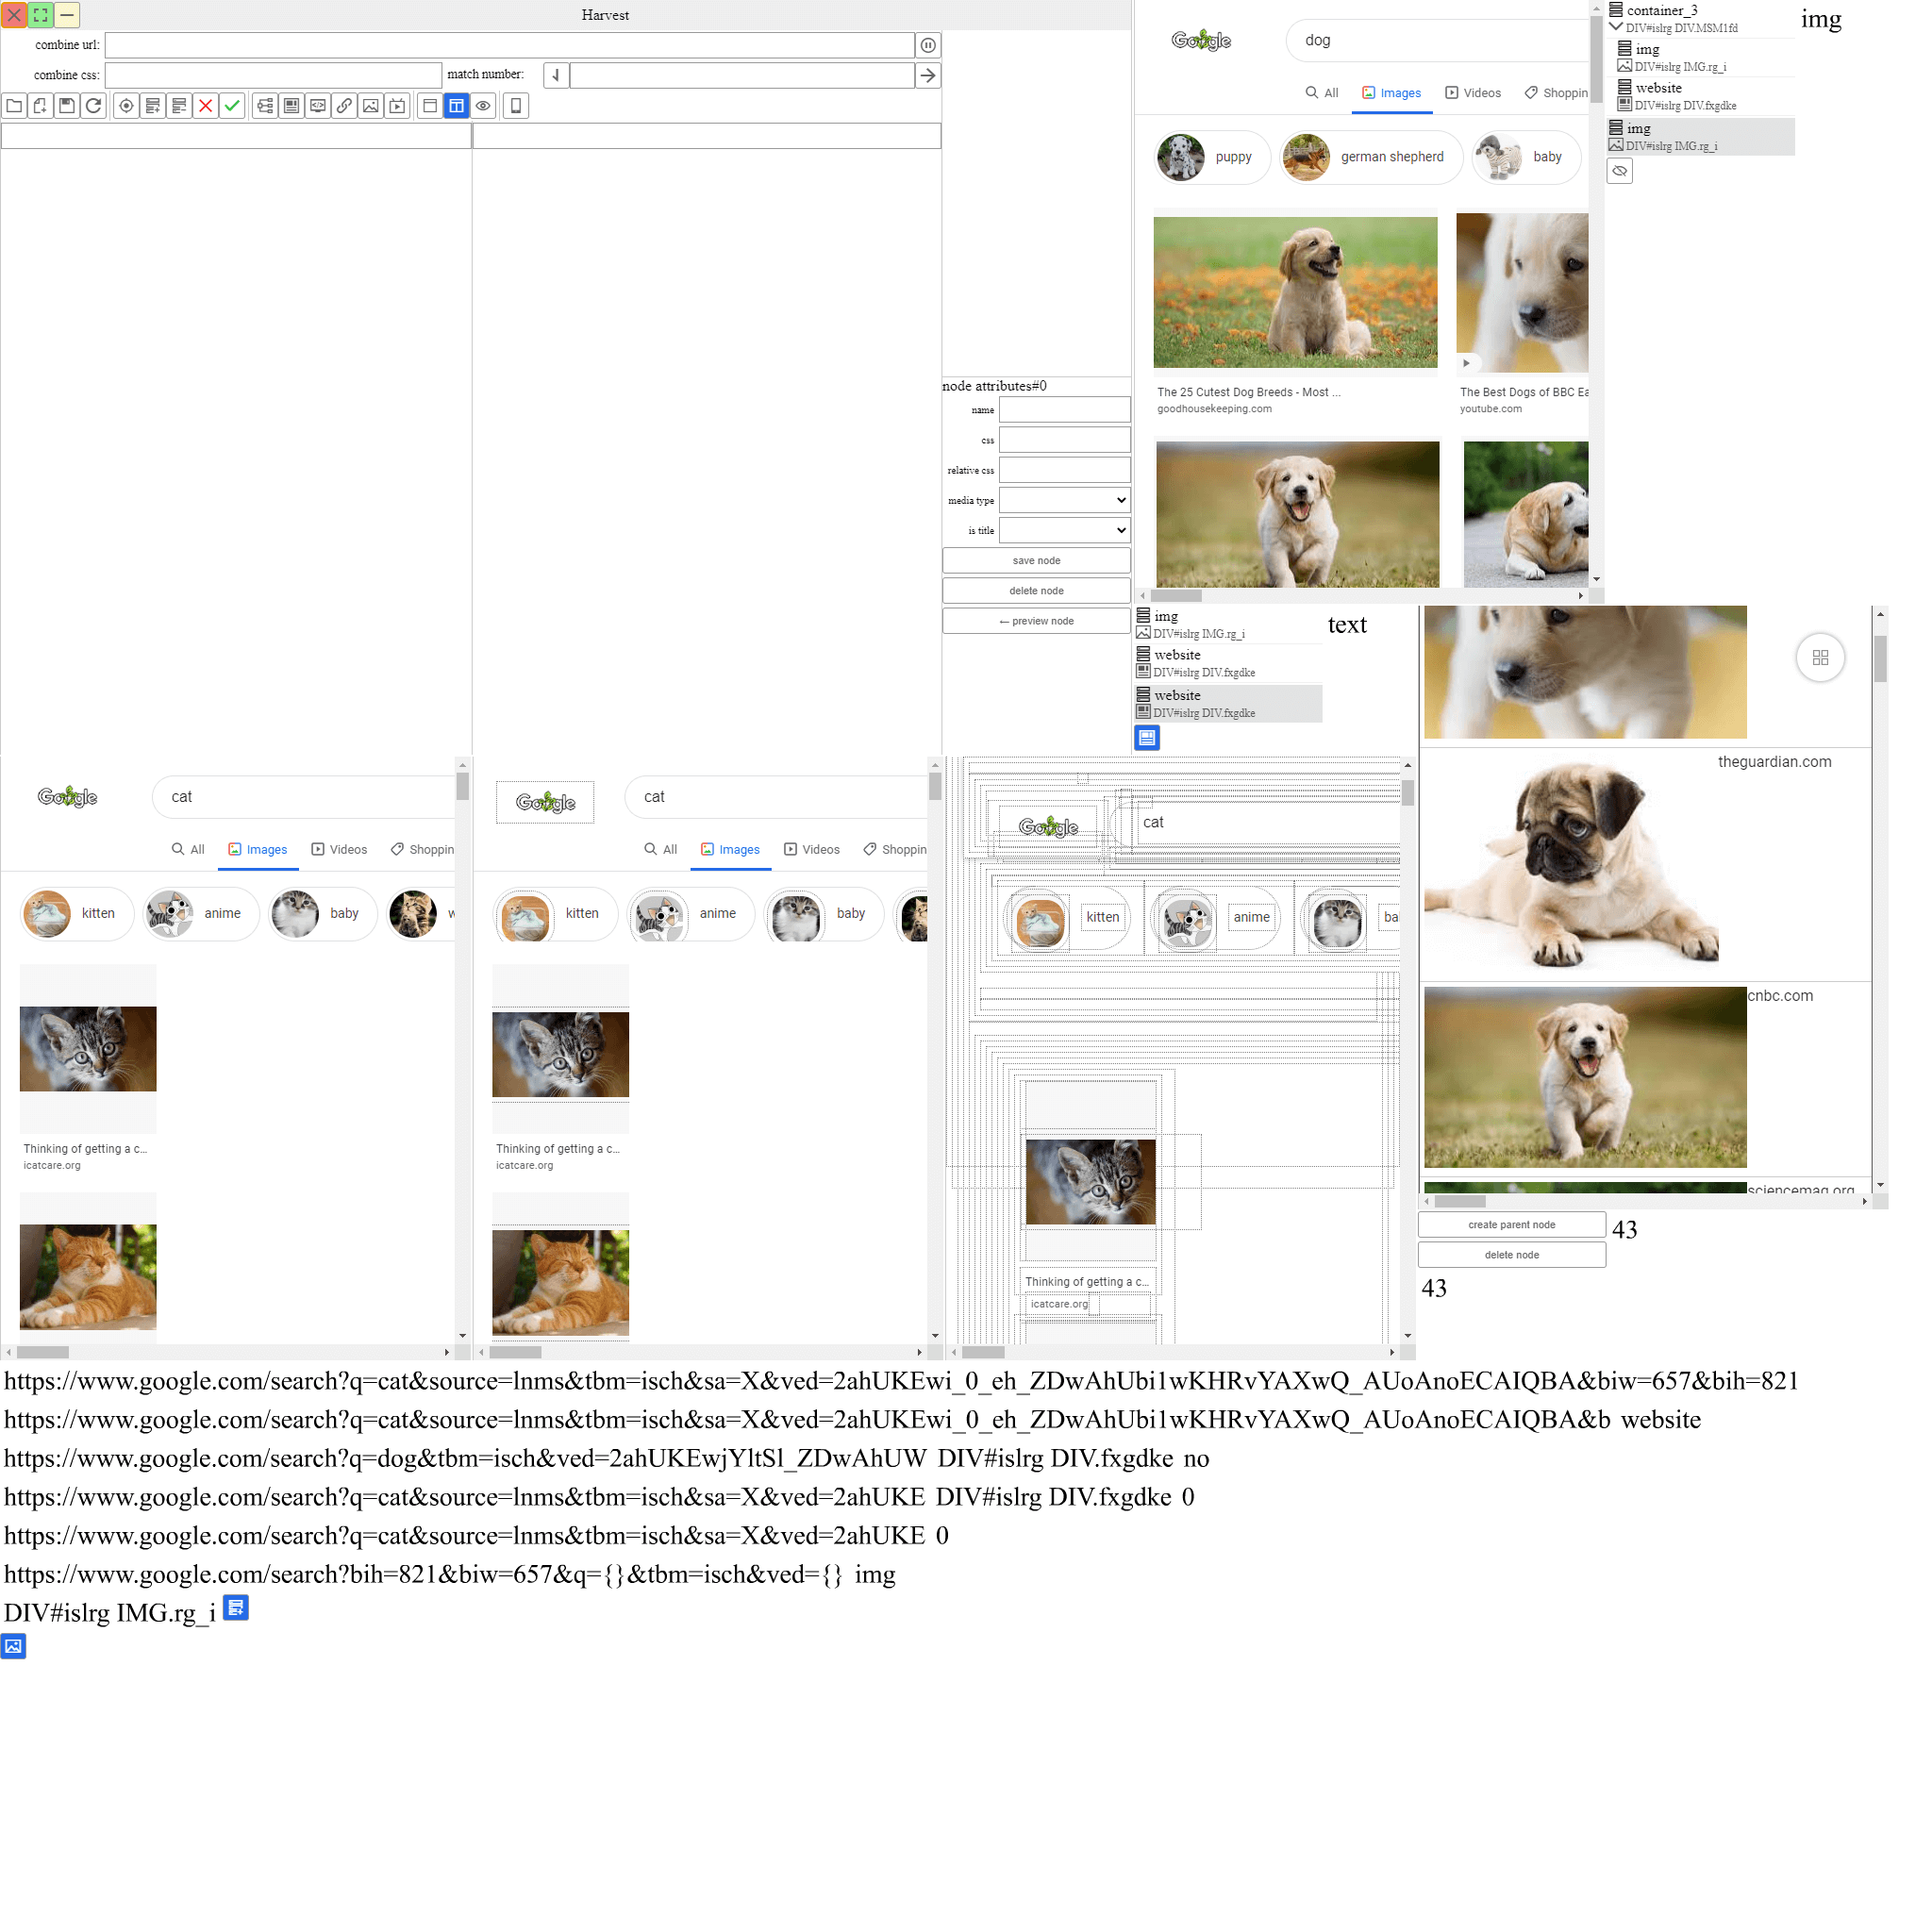 Harvest
combine url:
combine css:
match number:
node attributes#0
name
css
relative css
media type
is title
save node
delete node
← preview node
Google
dog
All Images Videos Shoppin
puppy german shepherd baby
The 25 Cutest Dog Breeds - Most ...
goodhousekeeping.com
The Best Dogs of BBC Ea
youtube.com
container_3
DIV#islrg DIV.MSM1fd
img
DIV#islrg IMG.rg_i
website
DIV#islrg DIV.fxgdke
img
DIV#islrg IMG.rg_i
img
img
DIV#islrg IMG.rg_i
website
DIV#islrg DIV.fxgdke
website
DIV#islrg DIV.fxgdke
text
theguardian.com
cnbc.com
sciencemag.org
create parent node
delete node
43
43
Google
cat
All Images Videos Shoppin
kitten anime baby w
Thinking of getting a c...
icatcare.org
Google
cat
All Images Videos Shoppin
kitten anime baby
Thinking of getting a c...
icatcare.org
Google
cat
kitten anime ba
Thinking of getting a c...
icatcare.org
https://www.google.com/search?q=cat&source=lnms&tbm=isch&sa=X&ved=2ahUKEwi_0_eh_ZDwAhUbi1wKHRvYAXwQ_AUoAnoECAIQBA&biw=657&bih=821
https://www.google.com/search?q=cat&source=lnms&tbm=isch&sa=X&ved=2ahUKEwi_0_eh_ZDwAhUbi1wKHRvYAXwQ_AUoAnoECAIQBA&b website
https://www.google.com/search?q=dog&tbm=isch&ved=2ahUKEwjYltSl_ZDwAhUW DIV#islrg DIV.fxgdke no
https://www.google.com/search?q=cat&source=lnms&tbm=isch&sa=X&ved=2ahUKE DIV#islrg DIV.fxgdke 0
https://www.google.com/search?q=cat&source=lnms&tbm=isch&sa=X&ved=2ahUKE 0
https://www.google.com/search?bih=821&biw=657&q={}&tbm=isch&ved={} img
DIV#islrg IMG.rg_i